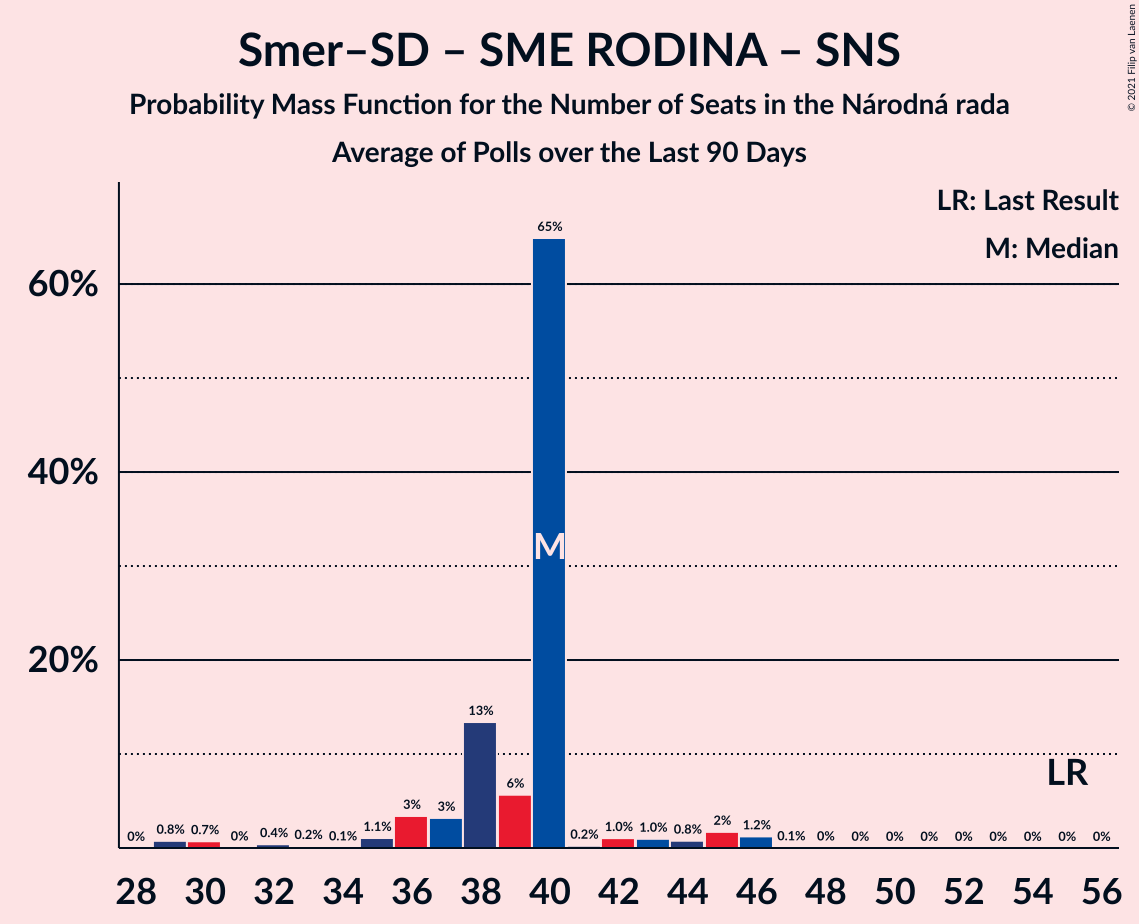 Smer–SD – SME RODINA – SNS
Probability Mass Function for the Number of Seats in the Národná rada
Average of Polls over the Last 90 Days
© 2021 Filip van Laenen
LR: Last Result
M: Median
60%
40%
20%
0% 0.8% 0.7% 0% 0.4% 0.2% 0.1% 1.1% 3% 3% 13% 6% 65% 0.2% 1.0% 1.0% 0.8% 2% 1.2% 0.1% 0% 0% 0% 0% 0% 0% 0% 0% 0%
M
LR
28 30 32 34 36 38 40 42 44 46 48 50 52 54 56